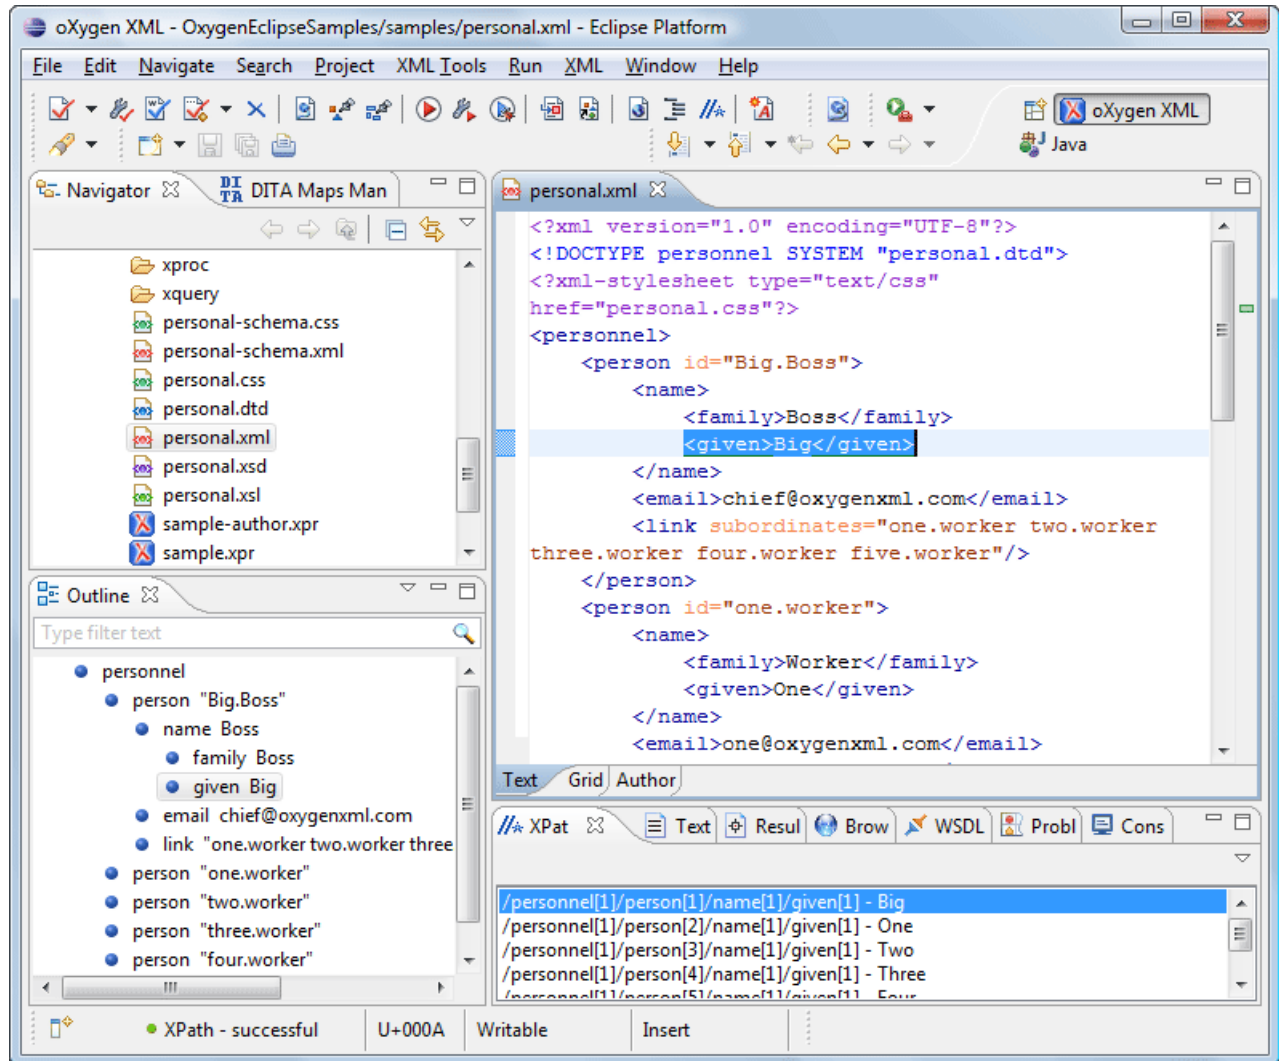 oXygen XML - OxygenEclipseSamples/samples/personal.xml - Eclipse Platform
File Edit Navigate Search Project XML Tools Run XML Window Help
oXygen XML
Java
Navigator
DITA Maps Man
xproc
xquery
personal-schema.css
personal-schema.xml
personal.css
personal.dtd
personal.xml
personal.xsd
personal.xsl
sample-author.xpr
sample.xpr
Outline
Type filter text
personnel
person "Big.Boss"
name Boss
family Boss
given Big
email chief@oxygenxml.com
link "one.worker two.worker three
person "one.worker"
person "two.worker"
person "three.worker"
person "four.worker"
personal.xml
<?xml version="1.0" encoding="UTF-8"?>
<!DOCTYPE personnel SYSTEM "personal.dtd">
<?xml-stylesheet type="text/css"
href="personal.css"?>
<personnel>
<person id="Big.Boss">
<name>
<family>Boss</family>
<given>Big</given>
</name>
<email>chief@oxygenxml.com</email>
<link subordinates="one.worker two.worker
three.worker four.worker five.worker"/>
</person>
<person id="one.worker">
<name>
<family>Worker</family>
<given>One</given>
</name>
<email>one@oxygenxml.com</email>
Text Grid Author
XPat Text Resul Brow WSDL Probl Cons
/personnel[1]/person[1]/name[1]/given[1] - Big
/personnel[1]/person[2]/name[1]/given[1] - One
/personnel[1]/person[3]/name[1]/given[1] - Two
/personnel[1]/person[4]/name[1]/given[1] - Three
/personnel[1]/person[5]/name[1]/given[1] - Four
XPath - successful U+000A Writable Insert